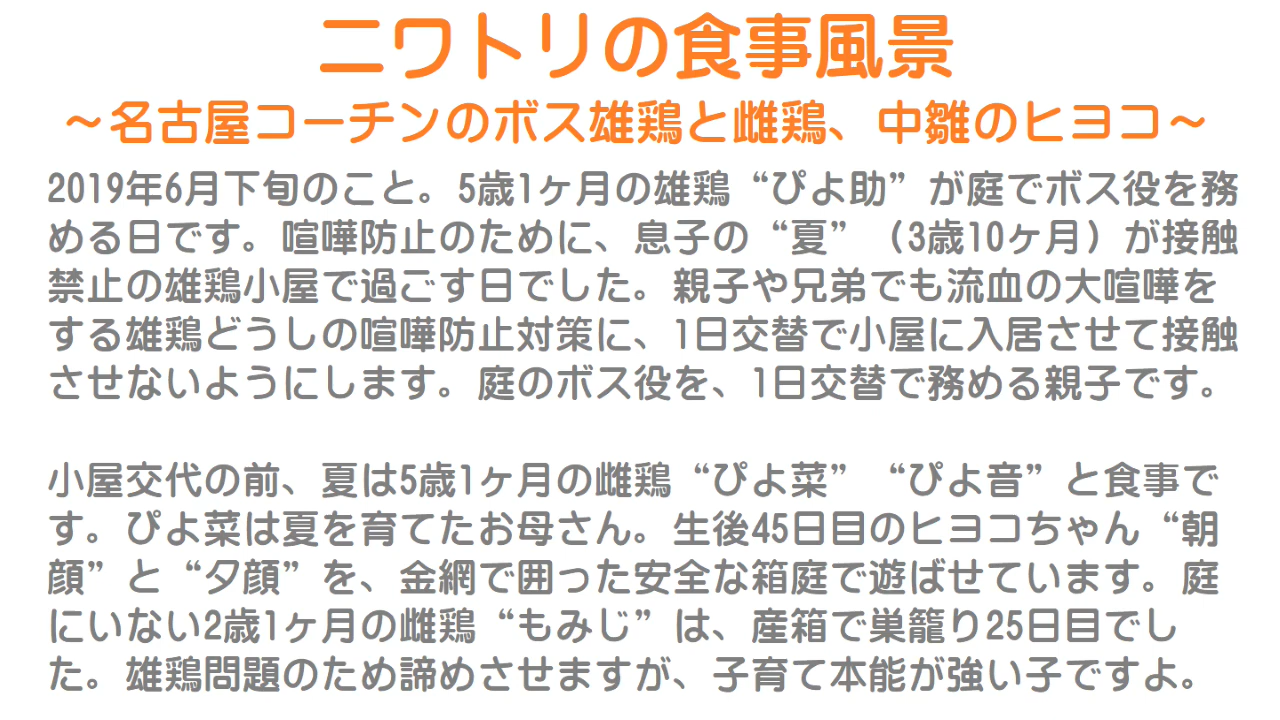 ニワトリの食事風景
～名古屋コーチンのボス雄鶏と雌鶏、中雛のヒヨコ～
2019年6月下旬のこと。5歳1ヶ月の雄鶏“ぴよ助”が庭でボス役を務
める日です。喧嘩防止のために、息子の“夏”（3歳10ヶ月）が接触
禁止の雄鶏小屋で過ごす日でした。親子や兄弟でも流血の大喧嘩を
する雄鶏どうしの喧嘩防止対策に、1日交替で小屋に入居させて接触
させないようにします。庭のボス役を、1日交替で務める親子です。
小屋交代の前、夏は5歳1ヶ月の雌鶏“ぴよ菜”“ぴよ音”と食事で
す。ぴよ菜は夏を育てたお母さん。生後45日目のヒヨコちゃん“朝
顔”と“夕顔”を、金網で囲った安全な箱庭で遊ばせています。庭
にいない2歳1ヶ月の雌鶏“もみじ”は、産箱で巣籠り25日目でし
た。雄鶏問題のため諦めさせますが、子育て本能が強い子ですよ。